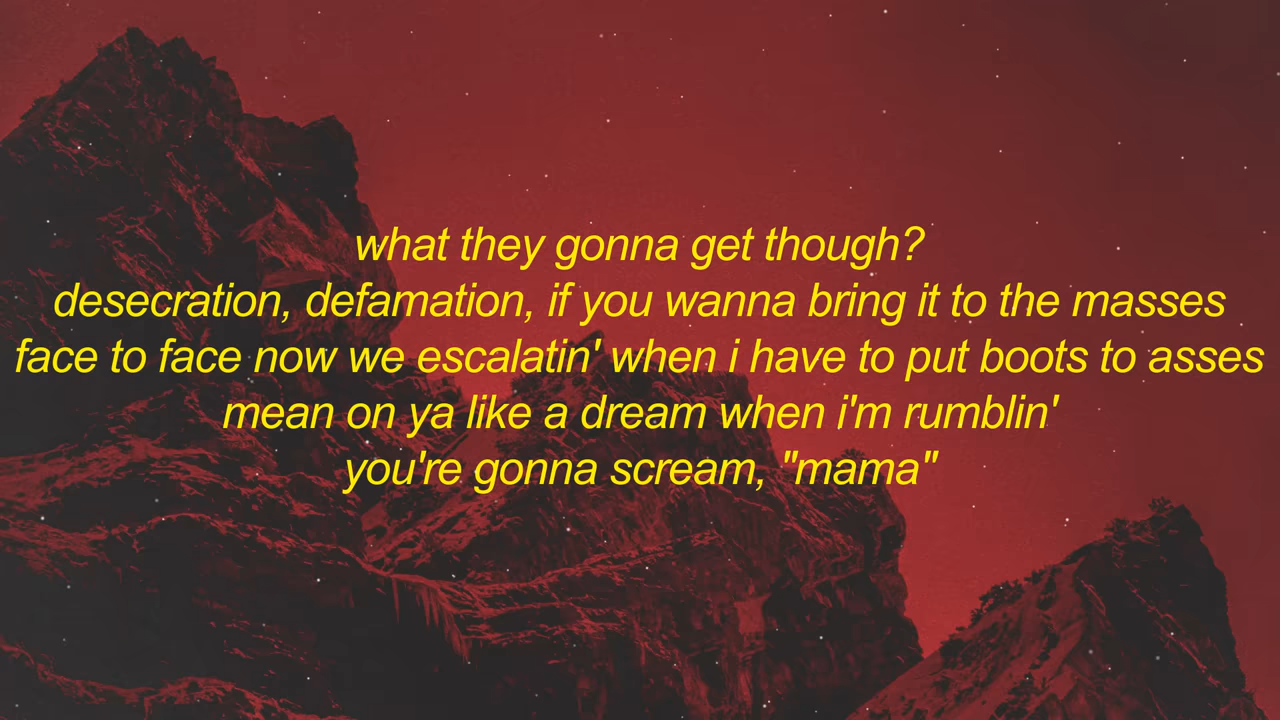 what they gonna get though?
desecration, defamation, if you wanna bring it to the masses
face to face now we escalatin' when i have to put boots to asses
mean on ya like a dream when i'm rumblin'
you're gonna scream, "mama"